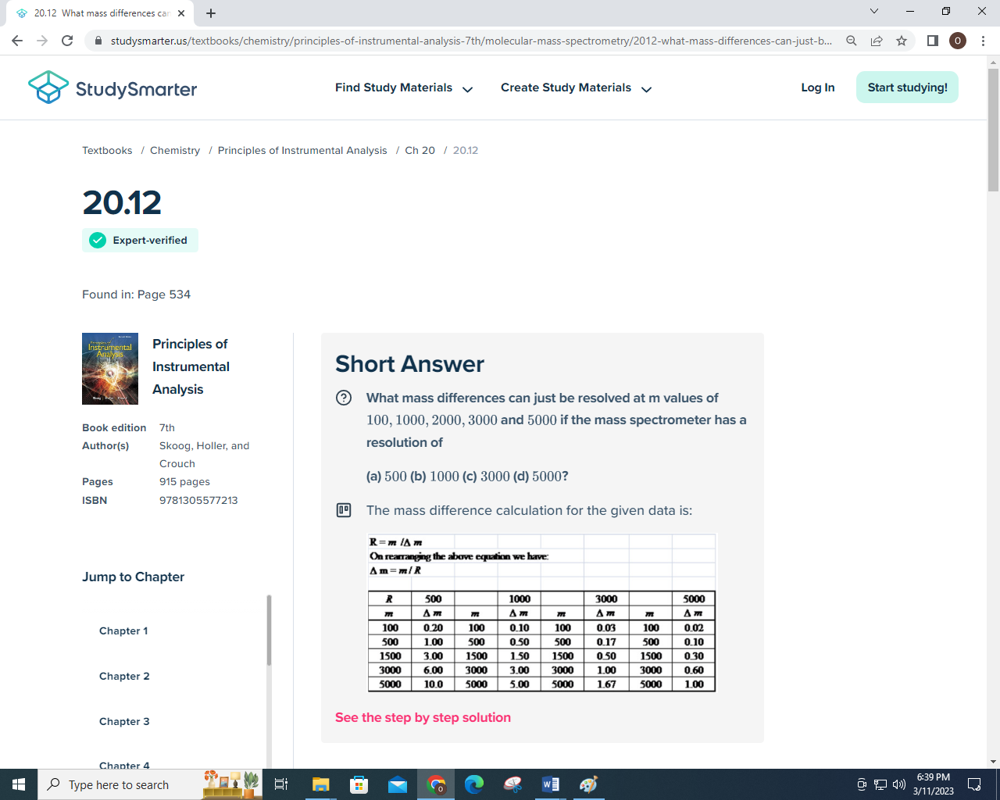 20.12 What mass differences can
studysmarter.us/textbooks/chemistry/principles-of-instrumental-analysis-7th/molecular-mass-spectrometry/2012-what-mass-differences-can-just-b...
O
StudySmarter
Find Study Materials
Create Study Materials
Log In
Start studying!
Textbooks / Chemistry / Principles of Instrumental Analysis / Ch 20 / 20.12
20.12
Expert-verified
Found in: Page 534
Instrumental
Analysis
Principles of
Instrumental
Analysis
Book edition 7th
Author(s) Skoog, Holler, and
Crouch
Pages 915 pages
ISBN 9781305577213
Jump to Chapter
Chapter 1
Chapter 2
Chapter 3
Chapter 4
Short Answer
What mass differences can just be resolved at m values of
100, 1000, 2000, 3000 and 5000 if the mass spectrometer has a
resolution of
(a) 500 (b) 1000 (c) 3000 (d) 5000?
The mass difference calculation for the given data is:
R = m /Δ m
On rearranging the above equation we have:
Δ m = m / R
R 500 1000 3000 5000
m Δ m m Δ m m Δ m m Δ m
100 0.20 100 0.10 100 0.03 100 0.02
500 1.00 500 0.50 500 0.17 500 0.10
1500 3.00 1500 1.50 1500 0.50 1500 0.30
3000 6.00 3000 3.00 3000 1.00 3000 0.60
5000 10.0 5000 5.00 5000 1.67 5000 1.00
See the step by step solution
Type here to search
6:39 PM
3/11/2023